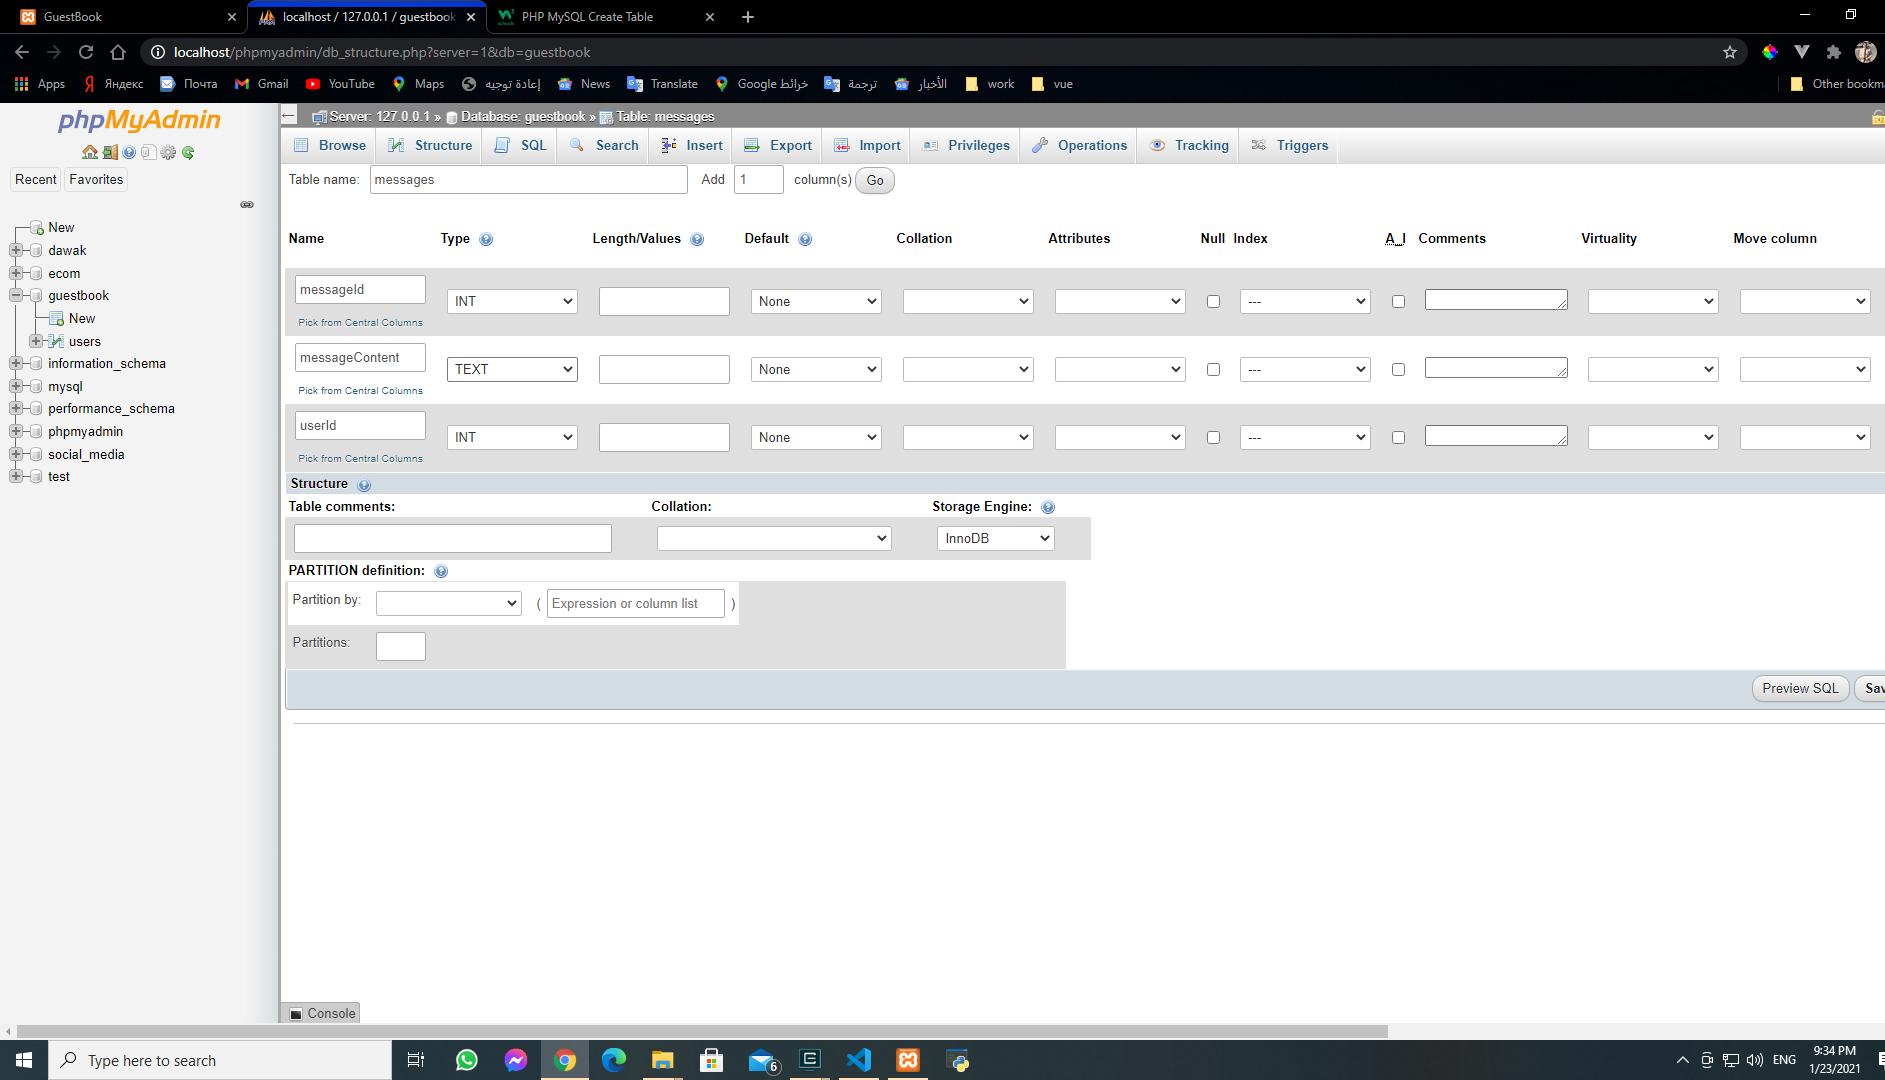 GuestBook
localhost / 127.0.0.1 / guestbook
PHP MySQL Create Table
localhost/phpmyadmin/db_structure.php?server=1&db=guestbook
Apps Яндекс Почта Gmail YouTube Maps إعادة توجيه News Translate خرائط Google ترجمة الأخبار work vue Other bookm
phpMyAdmin
Recent Favorites
New
dawak
ecom
guestbook
New
users
information_schema
mysql
performance_schema
phpmyadmin
social_media
test
Server: 127.0.0.1 » Database: guestbook » Table: messages
Browse Structure SQL Search Insert Export Import Privileges Operations Tracking Triggers
Table name: messages Add 1 column(s) Go
Name Type Length/Values Default Collation Attributes Null Index A_I Comments Virtuality Move column
messageId INT None ---
Pick from Central Columns
messageContent TEXT None ---
Pick from Central Columns
userId INT None ---
Pick from Central Columns
Structure
Table comments: Collation: Storage Engine:
InnoDB
PARTITION definition:
Partition by: ( Expression or column list )
Partitions:
Preview SQL Sav
Console
Type here to search
6
ENG
9:34 PM
1/23/2021